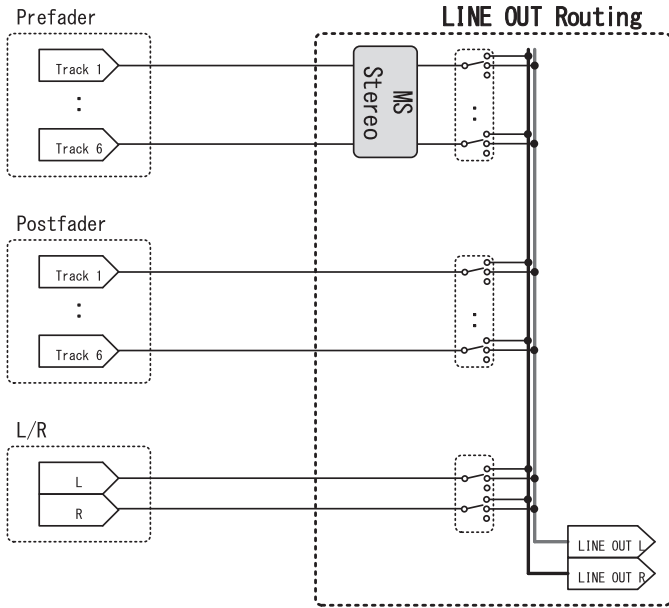 Prefader
LINE OUT Routing
Track 1
:
Track 6
MS
Stereo
:
Postfader
Track 1
:
Track 6
:
L/R
L
R
LINE OUT L
LINE OUT R